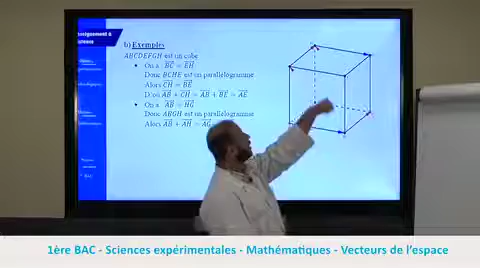 nseignement à
istance
b) Exemples
ABCDEFGH est un cube
• On a BC = EH
Donc BCHE est un parallélogramme
Alors CH = BE
D'où AB + CH = AB + BE = AE
• On a AB = HG
Donc ABGH est un parallélogramme
Alors AB + AH = AG
1ère BAC - Sciences expérimentales - Mathématiques - Vecteurs de l'espace